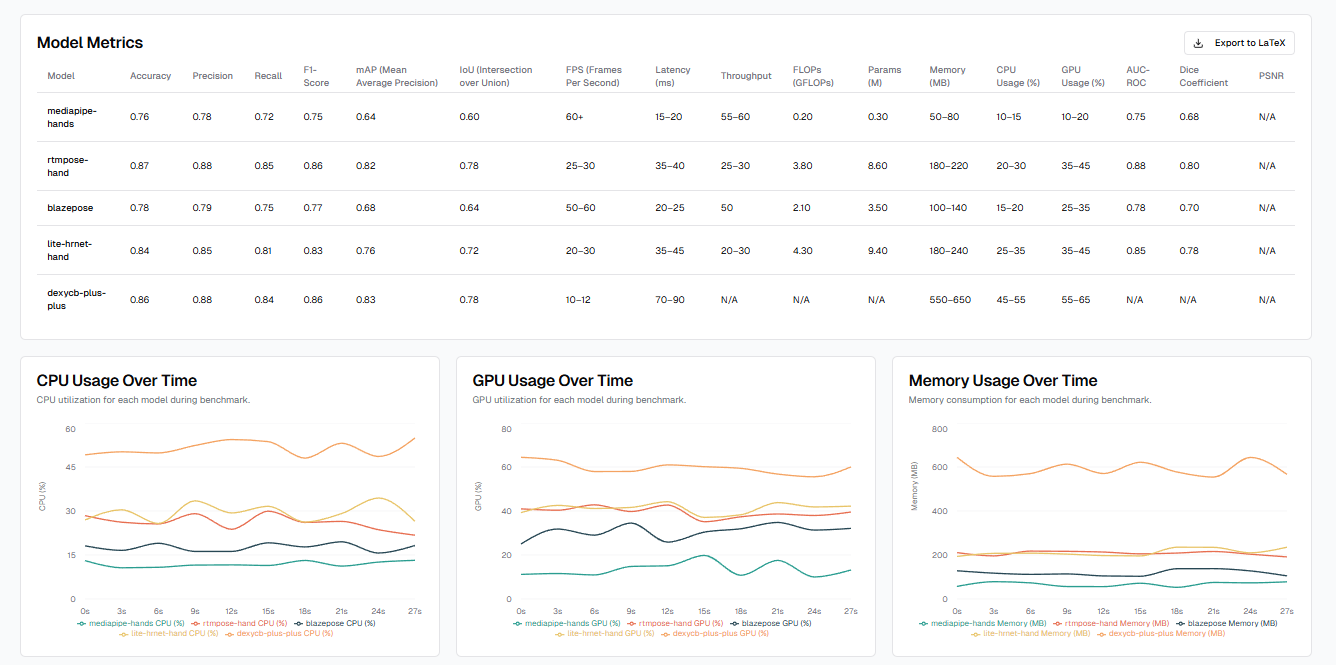 Model Metrics
Export to LaTeX
Model Accuracy Precision Recall F1-Score mAP (Mean Average Precision) IoU (Intersection over Union) FPS (Frames Per Second) Latency (ms) Throughput FLOPs (GFLOPs) Params (M) Memory (MB) CPU Usage (%) GPU Usage (%) AUC-ROC Dice Coefficient PSNR
mediapipe-hands 0.76 0.78 0.72 0.75 0.64 0.60 60+ 15–20 55–60 0.20 0.30 50–80 10–15 10–20 0.75 0.68 N/A
rtmpose-hand 0.87 0.88 0.85 0.86 0.82 0.78 25–30 35–40 25–30 3.80 8.60 180–220 20–30 35–45 0.88 0.80 N/A
blazepose 0.78 0.79 0.75 0.77 0.68 0.64 50–60 20–25 50 2.10 3.50 100–140 15–20 25–35 0.78 0.70 N/A
lite-hrnet-hand 0.84 0.85 0.81 0.83 0.76 0.72 20–30 35–45 20–30 4.30 9.40 180–240 25–35 35–45 0.85 0.78 N/A
dexycb-plus-plus 0.86 0.88 0.84 0.86 0.83 0.78 10–12 70–90 N/A N/A N/A 550–650 45–55 55–65 N/A N/A N/A
CPU Usage Over Time
CPU utilization for each model during benchmark.
60
45
30
15
0
CPU (%)
0s 3s 6s 9s 12s 15s 18s 21s 24s 27s
mediapipe-hands CPU (%) rtmpose-hand CPU (%) blazepose CPU (%)
lite-hrnet-hand CPU (%) dexycb-plus-plus CPU (%)
GPU Usage Over Time
GPU utilization for each model during benchmark.
80
60
40
20
0
GPU (%)
0s 3s 6s 9s 12s 15s 18s 21s 24s 27s
mediapipe-hands GPU (%) rtmpose-hand GPU (%) blazepose GPU (%)
lite-hrnet-hand GPU (%) dexycb-plus-plus GPU (%)
Memory Usage Over Time
Memory consumption for each model during benchmark.
800
600
400
200
0
Memory (MB)
0s 3s 6s 9s 12s 15s 18s 21s 24s 27s
mediapipe-hands Memory (MB) rtmpose-hand Memory (MB) blazepose Memory (MB)
lite-hrnet-hand Memory (MB) dexycb-plus-plus Memory (MB)